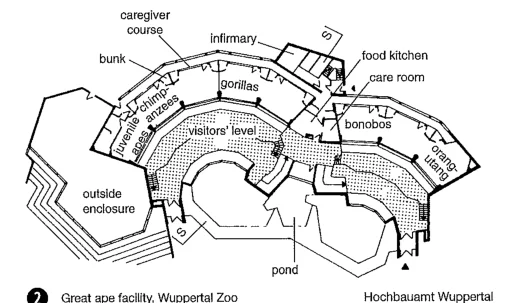 caregiver
course
infirmary
S
food kitchen
care room
bunk
gorillas
chimp-
anzees
juvenile
apes
bonobos
orang-
utang
visitors' level
outside
enclosure
S
pond
2 Great ape facility, Wuppertal Zoo
Hochbauamt Wuppertal